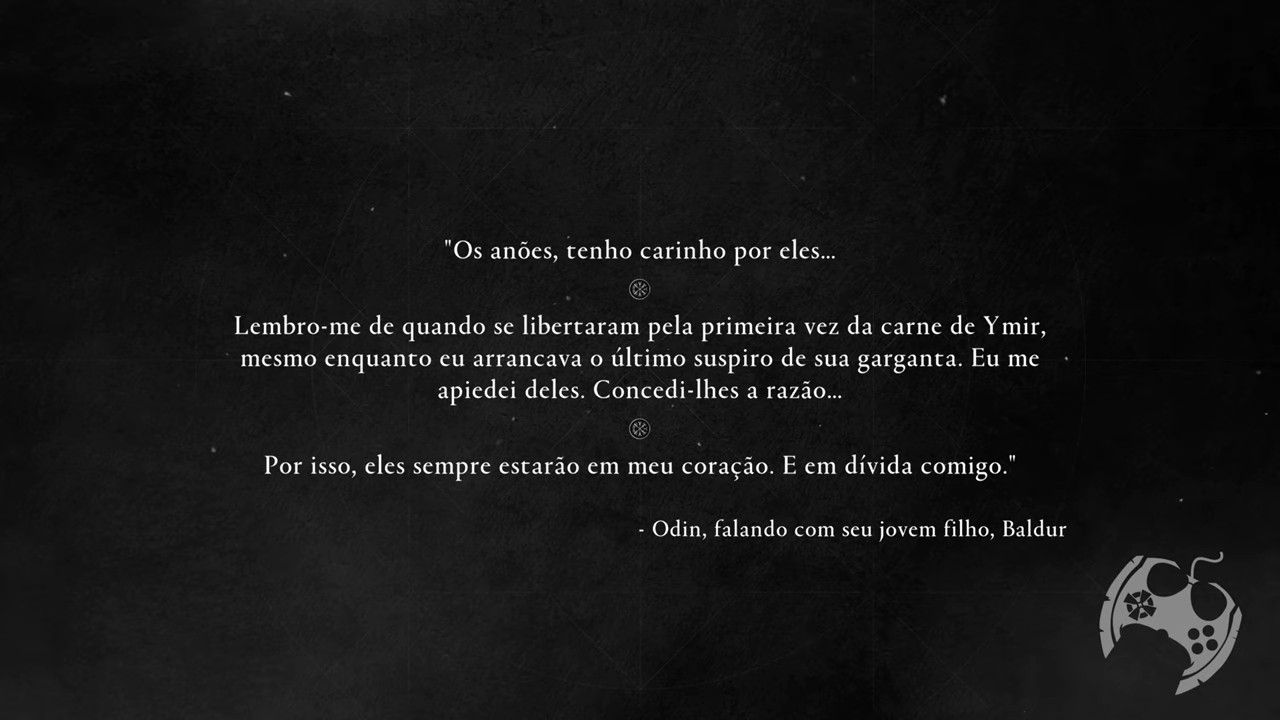 "Os anões, tenho carinho por eles...
Lembro-me de quando se libertaram pela primeira vez da carne de Ymir,
mesmo enquanto eu arrancava o último suspiro de sua garganta. Eu me
apiedei deles. Concedi-lhes a razão...
Por isso, eles sempre estarão em meu coração. E em dívida comigo."
- Odin, falando com seu jovem filho, Baldur